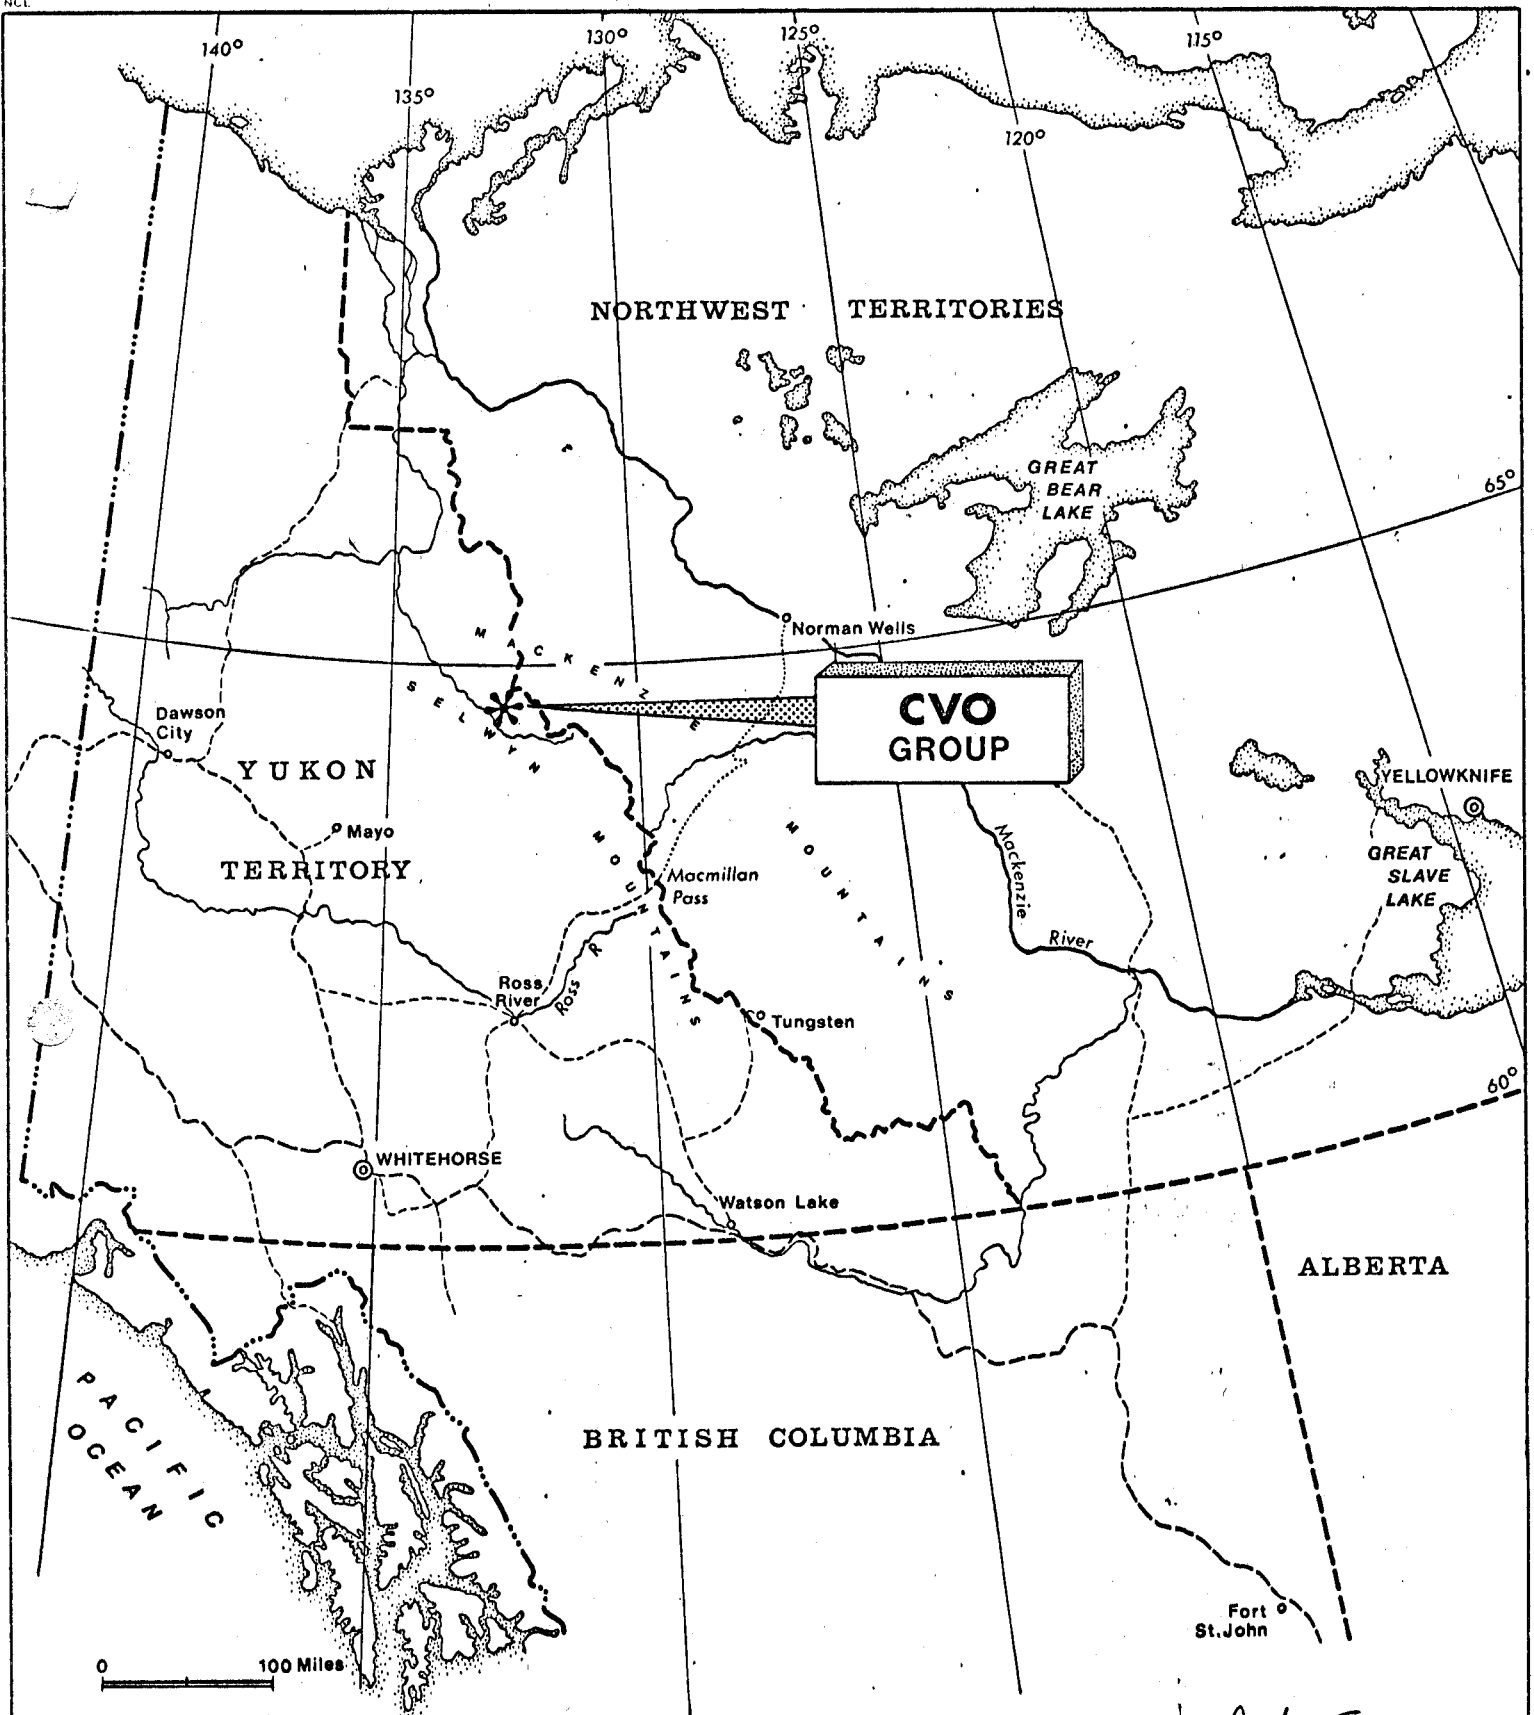 NCL
140°
130°
125°
115°
135°
120°
NORTHWEST TERRITORIES
GREAT
BEAR
LAKE
65°
Norman Wells
MACKENZIE
SELWYN
CVO
GROUP
Dawson
City
YUKON
YELLOWKNIFE
Mayo
MOUNTAINS
MOUNTAINS
Mackenzie
GREAT
SLAVE
LAKE
TERRITORY
Macmillan
Pass
River
Ross
River
Ross R
Tungsten
60°
WHITEHORSE
Watson Lake
ALBERTA
PACIFIC
OCEAN
BRITISH COLUMBIA
Fort
St. John
0 100 Miles